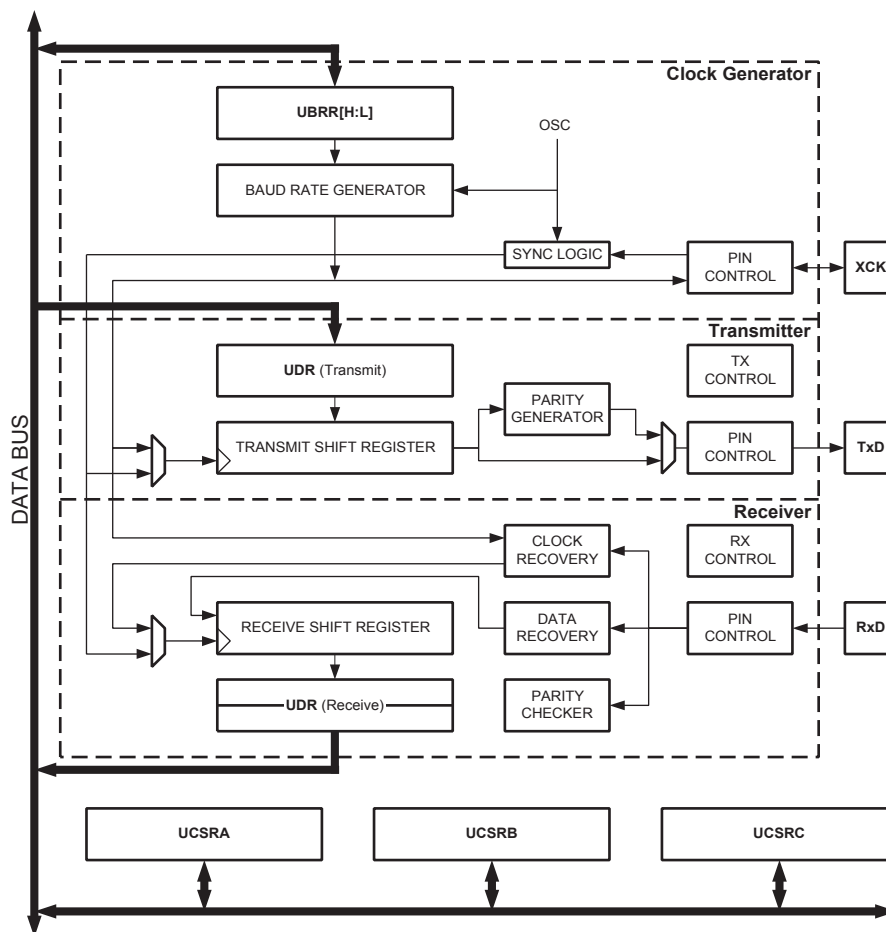 Clock Generator
UBRR[H:L]
OSC
BAUD RATE GENERATOR
SYNC LOGIC
PIN
CONTROL
XCK
Transmitter
UDR (Transmit)
TX
CONTROL
PARITY
GENERATOR
TRANSMIT SHIFT REGISTER
PIN
CONTROL
TxD
DATA BUS
Receiver
CLOCK
RECOVERY
RX
CONTROL
RECEIVE SHIFT REGISTER
DATA
RECOVERY
PIN
CONTROL
RxD
UDR (Receive)
PARITY
CHECKER
UCSRA
UCSRB
UCSRC